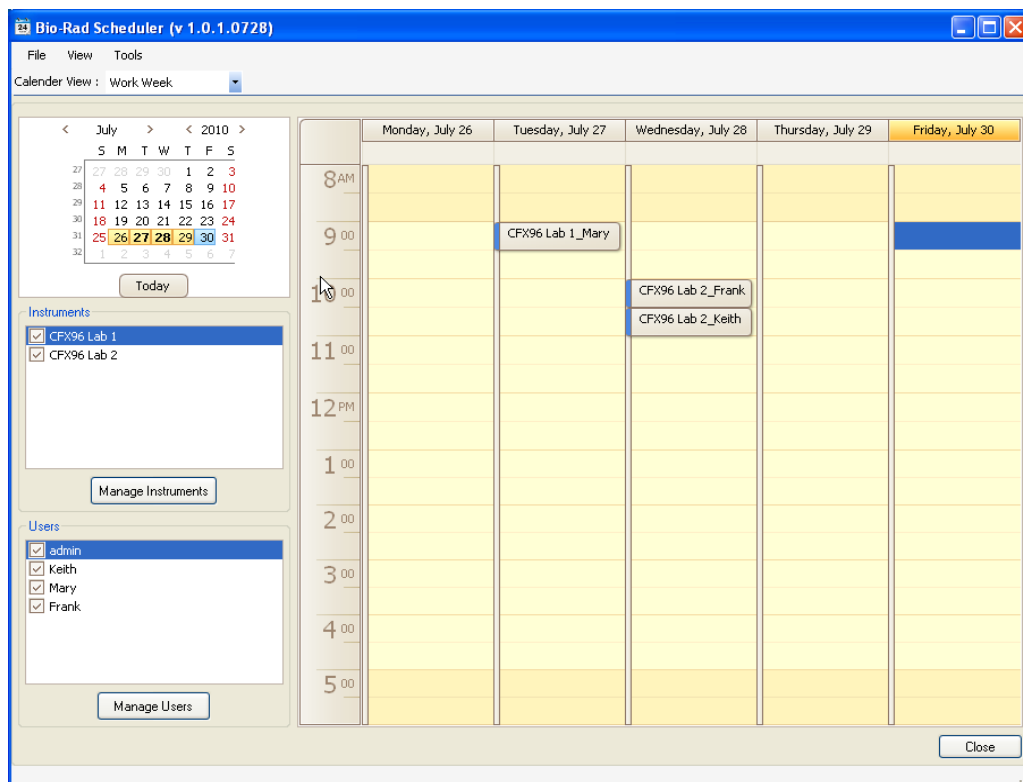 Bio-Rad Scheduler (v 1.0.1.0728)
File View Tools
Calender View : Work Week
< July > < 2010 >
S M T W T F S
27 27 28 29 30 1 2 3
28 4 5 6 7 8 9 10
29 11 12 13 14 15 16 17
30 18 19 20 21 22 23 24
31 25 26 27 28 29 30 31
32 1 2 3 4 5 6 7
Today
Instruments
CFX96 Lab 1
CFX96 Lab 2
Manage Instruments
Users
admin
Keith
Mary
Frank
Manage Users
Monday, July 26 Tuesday, July 27 Wednesday, July 28 Thursday, July 29 Friday, July 30
8 AM
9 00
CFX96 Lab 1_Mary
10 00
CFX96 Lab 2_Frank
CFX96 Lab 2_Keith
11 00
12 PM
1 00
2 00
3 00
4 00
5 00
Close